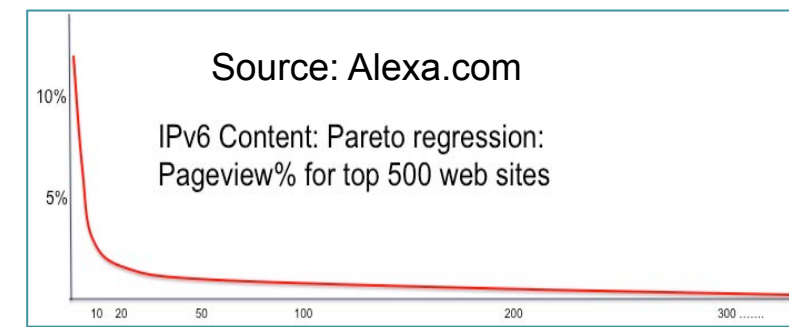 Source: Alexa.com
10%
IPv6 Content: Pareto regression:
Pageview% for top 500 web sites
5%
10 20 50 100 200 300 .......